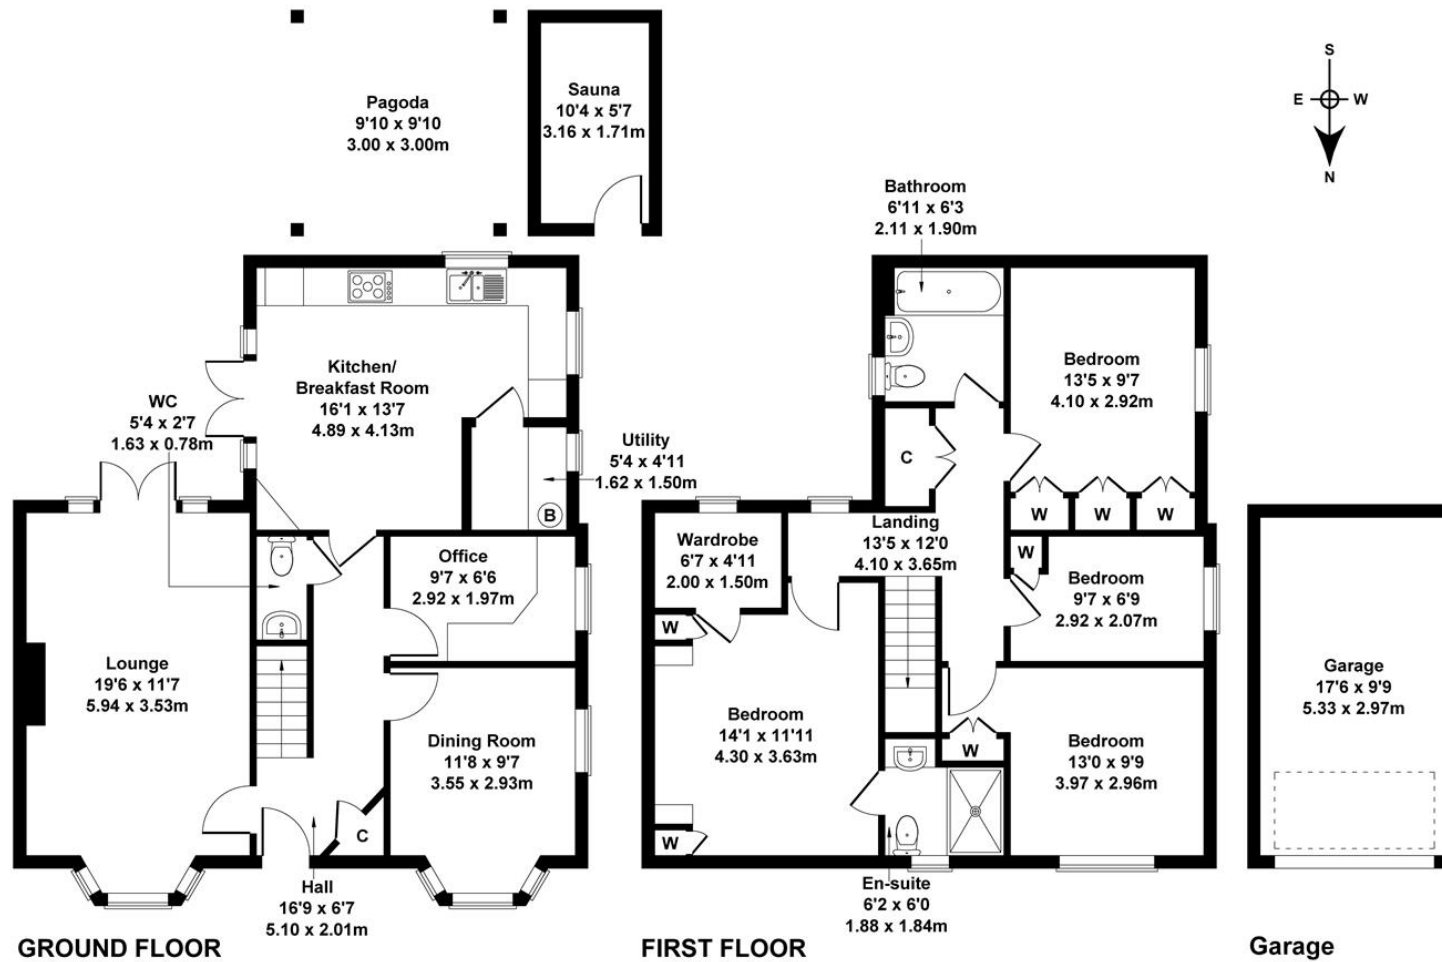 Pagoda
9'10 x 9'10
3.00 x 3.00m
Sauna
10'4 x 5'7
3.16 x 1.71m
S
E W
N
Kitchen/
Breakfast Room
16'1 x 13'7
4.89 x 4.13m
WC
5'4 x 2'7
1.63 x 0.78m
Utility
5'4 x 4'11
1.62 x 1.50m
B
Office
9'7 x 6'6
2.92 x 1.97m
Lounge
19'6 x 11'7
5.94 x 3.53m
Dining Room
11'8 x 9'7
3.55 x 2.93m
C
Hall
16'9 x 6'7
5.10 x 2.01m
GROUND FLOOR
Bathroom
6'11 x 6'3
2.11 x 1.90m
Bedroom
13'5 x 9'7
4.10 x 2.92m
C
W
W
W
Landing
13'5 x 12'0
4.10 x 3.65m
Wardrobe
6'7 x 4'11
2.00 x 1.50m
W
W
Bedroom
9'7 x 6'9
2.92 x 2.07m
Bedroom
14'1 x 11'11
4.30 x 3.63m
W
W
Bedroom
13'0 x 9'9
3.97 x 2.96m
En-suite
6'2 x 6'0
1.88 x 1.84m
FIRST FLOOR
Garage
17'6 x 9'9
5.33 x 2.97m
Garage